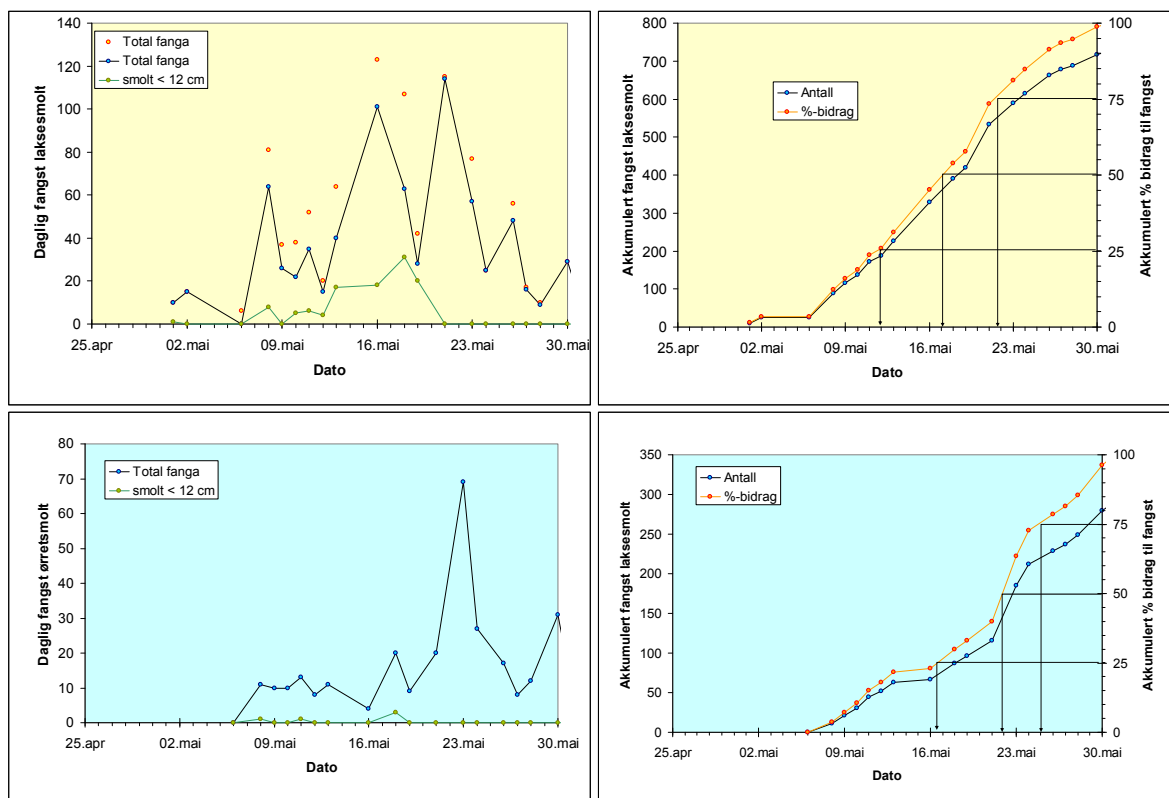 140
120
100
80
60
40
20
0
Daglig fangst laksesmolt
Total fanga
Total fanga
smolt < 12 cm
25.apr 02.mai 09.mai 16.mai 23.mai 30.mai
Dato
800
700
600
500
400
300
200
100
0
Akkumulert fangst laksesmolt
Antall
%-bidrag
100
75
50
25
0
Akkumulert % bidrag til fangst
25.apr 02.mai 09.mai 16.mai 23.mai 30.mai
Dato
80
70
60
50
40
30
20
10
0
Daglig fangst ørretsmolt
Total fanga
smolt < 12 cm
25.apr 02.mai 09.mai 16.mai 23.mai 30.mai
Dato
350
300
250
200
150
100
50
0
Akkumulert fangst laksesmolt
Antall
%-bidrag
100
75
50
25
0
Akkumulert % bidrag til fangst
25.apr 02.mai 09.mai 16.mai 23.mai 30.mai
Dato